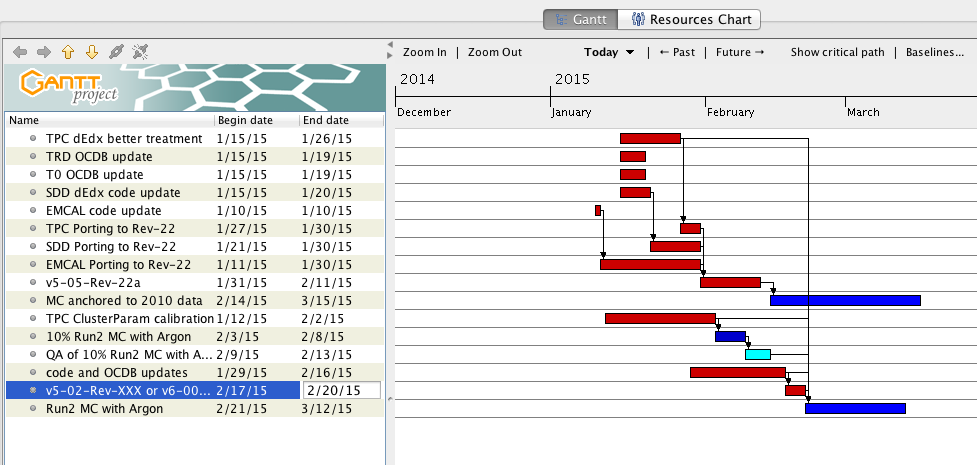 Gantt Resources Chart
Zoom In | Zoom Out Today | ← Past | Future → Show critical path | Baselines...
GANTT project
2014 2015
Name Begin date End date December January February March
TPC dEdx better treatment 1/15/15 1/26/15
TRD OCDB update 1/15/15 1/19/15
T0 OCDB update 1/15/15 1/19/15
SDD dEdx code update 1/15/15 1/20/15
EMCAL code update 1/10/15 1/10/15
TPC Porting to Rev-22 1/27/15 1/30/15
SDD Porting to Rev-22 1/21/15 1/30/15
EMCAL Porting to Rev-22 1/11/15 1/30/15
v5-05-Rev-22a 1/31/15 2/11/15
MC anchored to 2010 data 2/14/15 3/15/15
TPC ClusterParam calibration 1/12/15 2/2/15
10% Run2 MC with Argon 2/3/15 2/8/15
QA of 10% Run2 MC with A... 2/9/15 2/13/15
code and OCDB updates 1/29/15 2/16/15
v5-02-Rev-XXX or v6-00... 2/17/15 2/20/15
Run2 MC with Argon 2/21/15 3/12/15